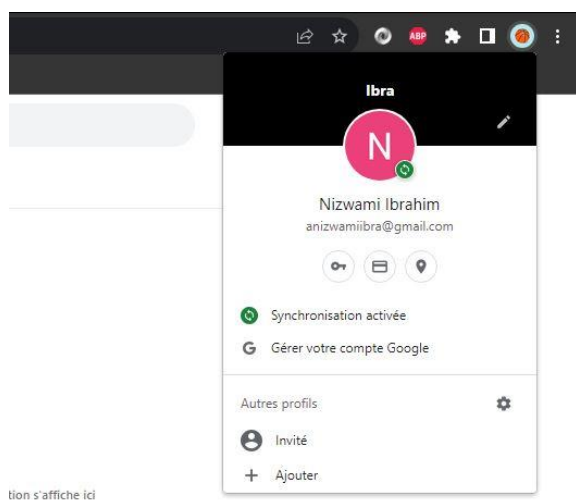 ABP
Ibra
N
Nizwami Ibrahim
anizwamiibra@gmail.com
Synchronisation activée
G Gérer votre compte Google
Autres profils
Invité
+ Ajouter
tion s'affiche ici